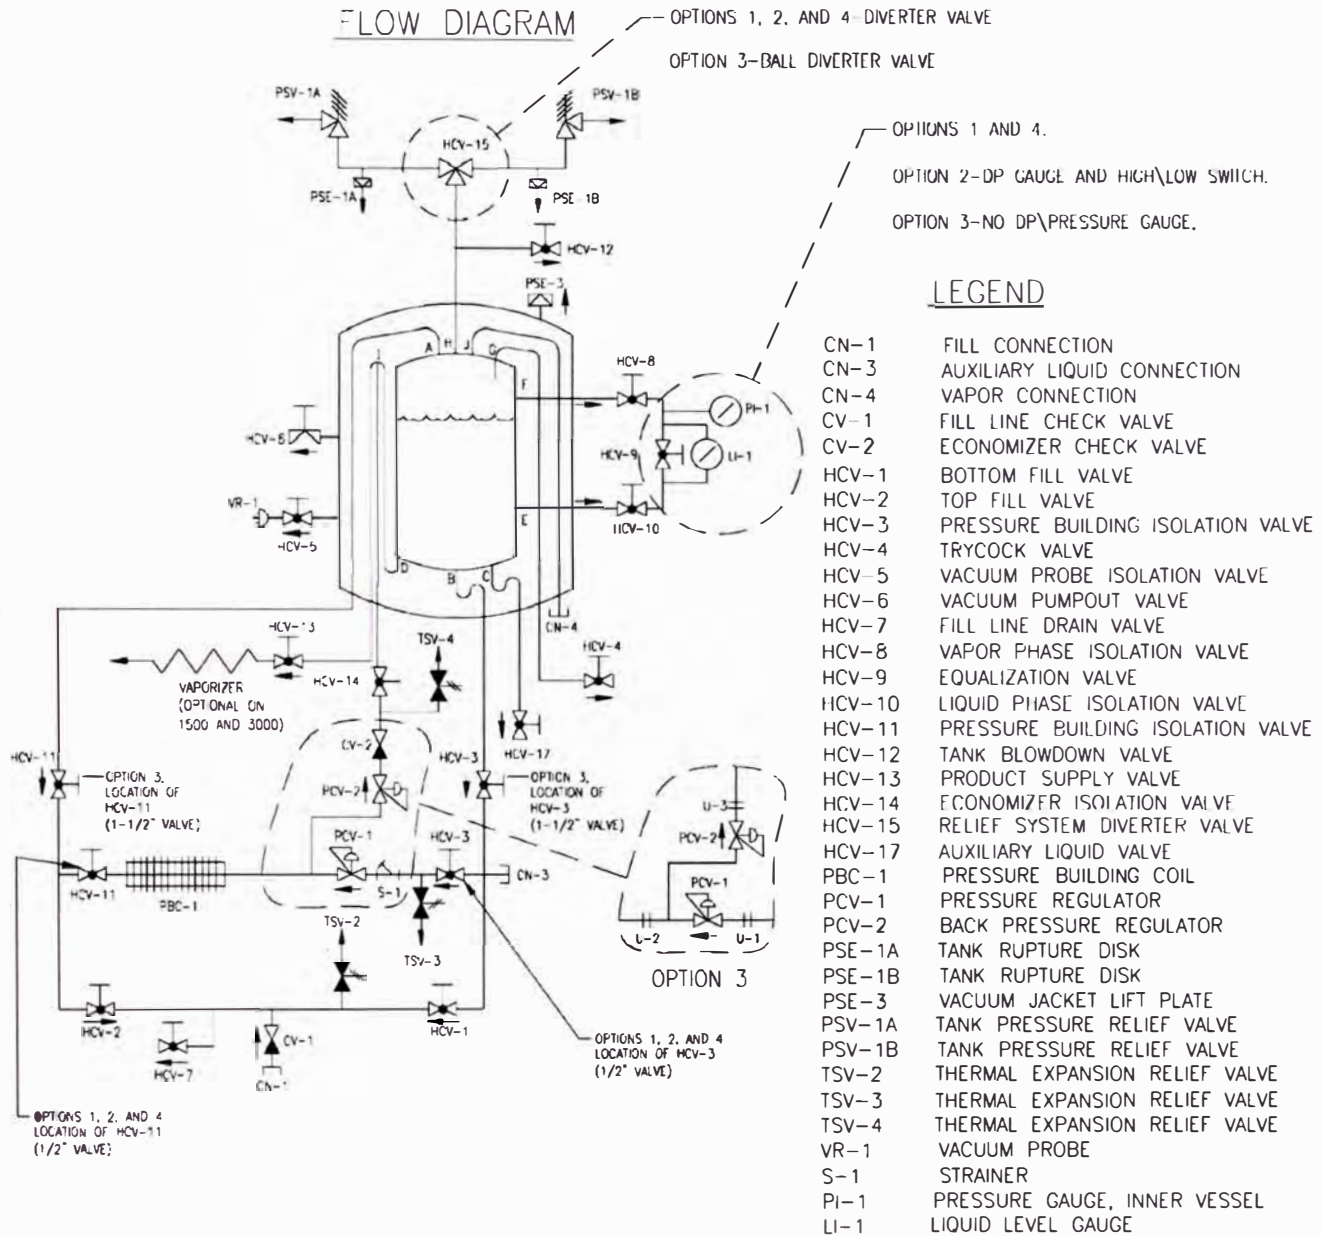 FLOW DIAGRAM
OPTIONS 1, 2, AND 4 DIVERTER VALVE
OPTION 3-BALL DIVERTER VALVE
PSV-1A
PSV-1B
HCV-15
PSE-1A
PSE-1B
OPTIONS 1 AND 4.
OPTION 2-DP GAUGE AND HIGH\LOW SWITCH.
OPTION 3-NO DP\PRESSURE GAUGE.
HCV-12
PSE-3
A
H
J
G
I
F
HCV-8
PI-1
HCV-6
HCV-9
LI-1
VR-1
HCV-5
E
HCV-10
D
B
C
CN-4
HCV-13
TSV-4
HCV-4
HCV-14
VAPORIZER
(OPTIONAL ON
1500 AND 3000)
CV-2
HCV-3
HCV-17
HCV-11
OPTION 3,
LOCATION OF
HCV-11
(1-1/2" VALVE)
PCV-2
OPTION 3,
LOCATION OF
HCV-3
(1-1/2" VALVE)
PCV-1
HCV-3
HCV-11
PBC-1
S-1
CN-3
TSV-2
TSV-3
U-3
PCV-2
PCV-1
U-2
U-1
OPTION 3
HCV-2
HCV-1
HCV-7
CV-1
CN-1
OPTIONS 1, 2, AND 4
LOCATION OF HCV-3
(1/2" VALVE)
OPTIONS 1, 2, AND 4
LOCATION OF HCV-11
(1/2" VALVE)
LEGEND
CN-1 FILL CONNECTION
CN-3 AUXILIARY LIQUID CONNECTION
CN-4 VAPOR CONNECTION
CV-1 FILL LINE CHECK VALVE
CV-2 ECONOMIZER CHECK VALVE
HCV-1 BOTTOM FILL VALVE
HCV-2 TOP FILL VALVE
HCV-3 PRESSURE BUILDING ISOLATION VALVE
HCV-4 TRYCOCK VALVE
HCV-5 VACUUM PROBE ISOLATION VALVE
HCV-6 VACUUM PUMPOUT VALVE
HCV-7 FILL LINE DRAIN VALVE
HCV-8 VAPOR PHASE ISOLATION VALVE
HCV-9 EQUALIZATION VALVE
HCV-10 LIQUID PHASE ISOLATION VALVE
HCV-11 PRESSURE BUILDING ISOLATION VALVE
HCV-12 TANK BLOWDOWN VALVE
HCV-13 PRODUCT SUPPLY VALVE
HCV-14 ECONOMIZER ISOLATION VALVE
HCV-15 RELIEF SYSTEM DIVERTER VALVE
HCV-17 AUXILIARY LIQUID VALVE
PBC-1 PRESSURE BUILDING COIL
PCV-1 PRESSURE REGULATOR
PCV-2 BACK PRESSURE REGULATOR
PSE-1A TANK RUPTURE DISK
PSE-1B TANK RUPTURE DISK
PSE-3 VACUUM JACKET LIFT PLATE
PSV-1A TANK PRESSURE RELIEF VALVE
PSV-1B TANK PRESSURE RELIEF VALVE
TSV-2 THERMAL EXPANSION RELIEF VALVE
TSV-3 THERMAL EXPANSION RELIEF VALVE
TSV-4 THERMAL EXPANSION RELIEF VALVE
VR-1 VACUUM PROBE
S-1 STRAINER
PI-1 PRESSURE GAUGE, INNER VESSEL
LI-1 LIQUID LEVEL GAUGE